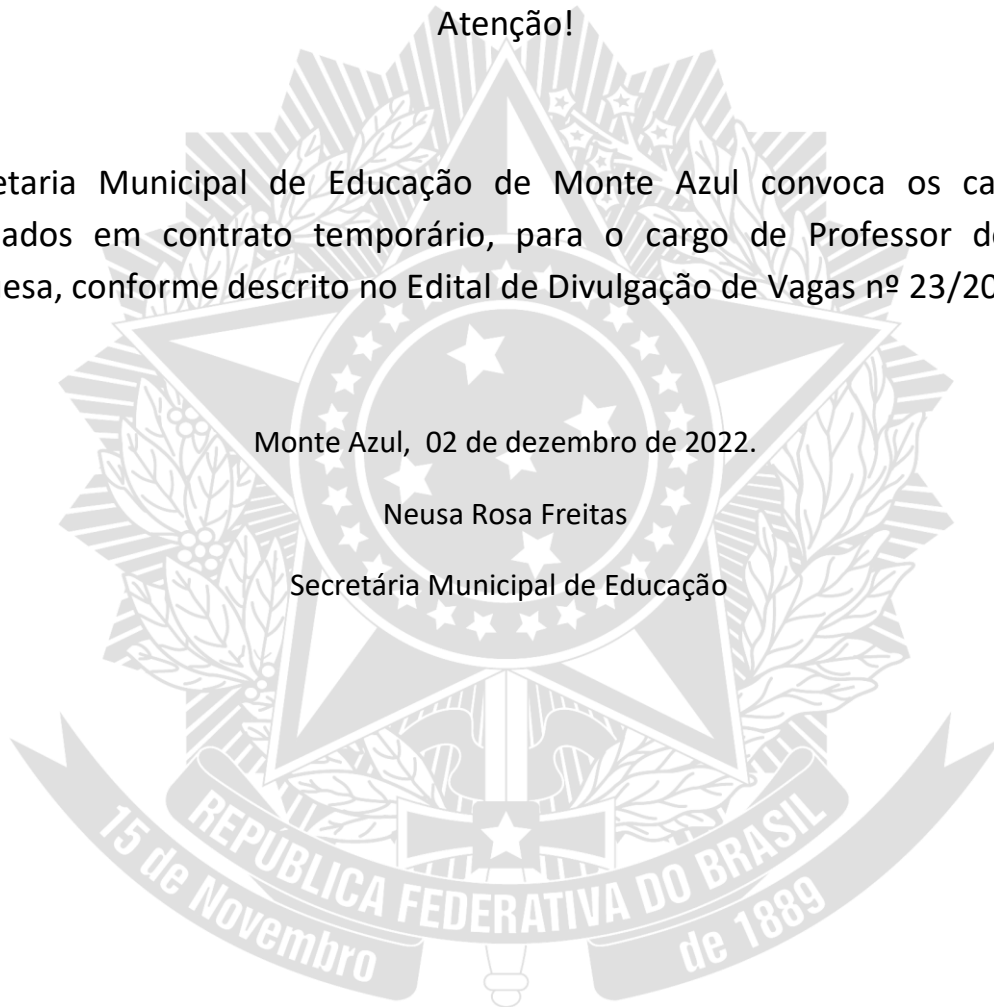 Atenção!
etaria Municipal de Educação de Monte Azul convoca os ca
ados em contrato temporário, para o cargo de Professor d
esa, conforme descrito no Edital de Divulgação de Vagas nº 23/20
Monte Azul, 02 de dezembro de 2022.
Neusa Rosa Freitas
Secretária Municipal de Educação
REPÚBLICA FEDERATIVA DO BRASIL
15 de Novembro de 1889